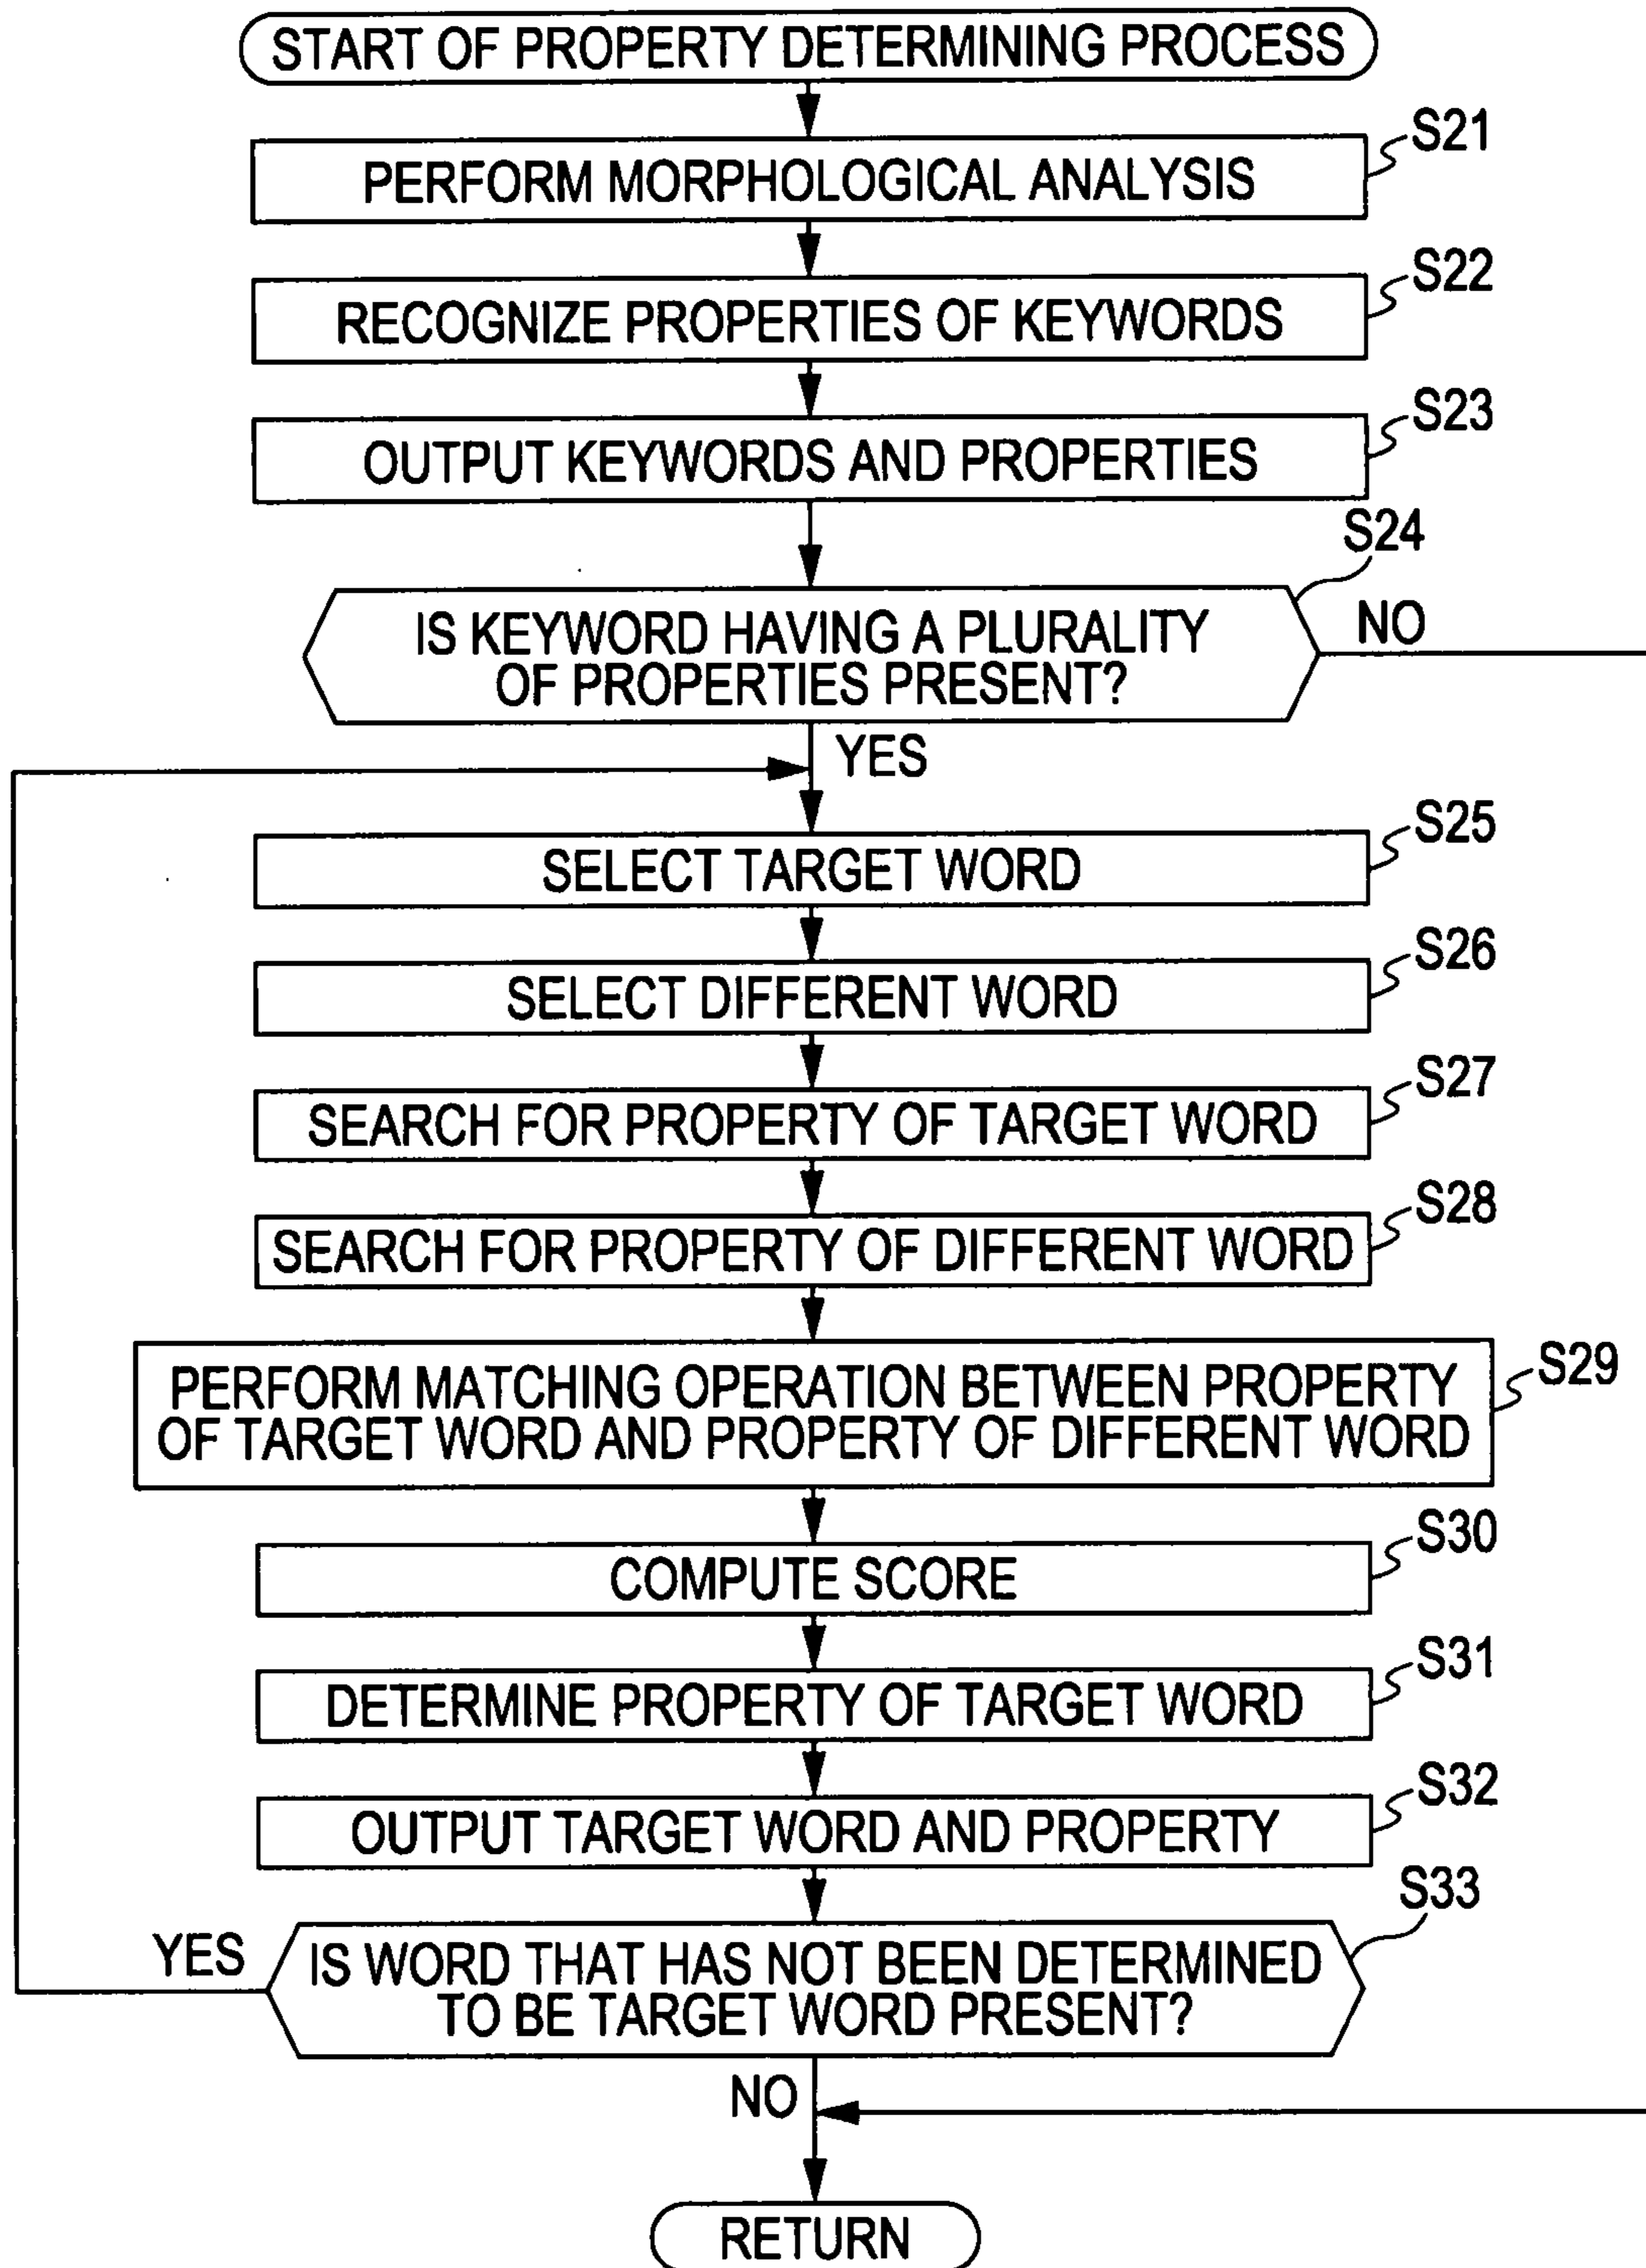 START OF PROPERTY DETERMINING PROCESS
S21
PERFORM MORPHOLOGICAL ANALYSIS
S22
RECOGNIZE PROPERTIES OF KEYWORDS
S23
OUTPUT KEYWORDS AND PROPERTIES
S24
IS KEYWORD HAVING A PLURALITY
OF PROPERTIES PRESENT?
NO
YES
S25
SELECT TARGET WORD
S26
SELECT DIFFERENT WORD
S27
SEARCH FOR PROPERTY OF TARGET WORD
S28
SEARCH FOR PROPERTY OF DIFFERENT WORD
S29
PERFORM MATCHING OPERATION BETWEEN PROPERTY
OF TARGET WORD AND PROPERTY OF DIFFERENT WORD
S30
COMPUTE SCORE
S31
DETERMINE PROPERTY OF TARGET WORD
S32
OUTPUT TARGET WORD AND PROPERTY
S33
YES
IS WORD THAT HAS NOT BEEN DETERMINED
TO BE TARGET WORD PRESENT?
NO
RETURN